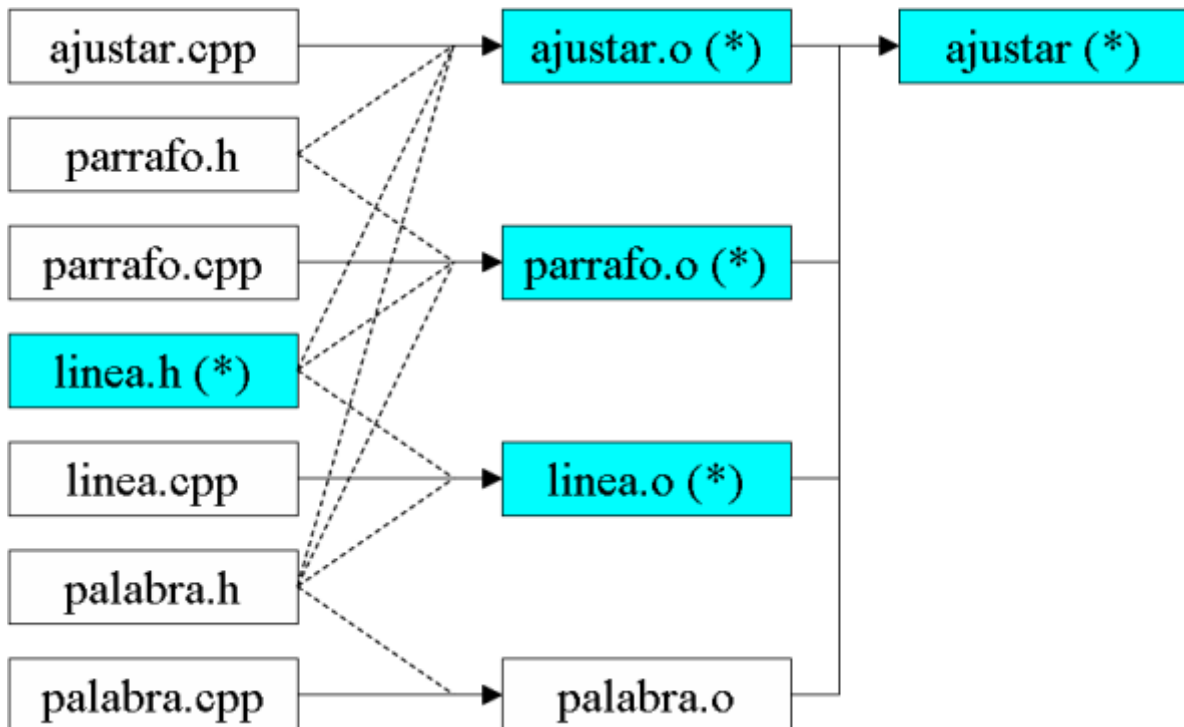 ajustar.cpp
ajustar.o (*)
ajustar (*)
parrafo.h
parrafo.cpp
parrafo.o (*)
linea.h (*)
linea.cpp
linea.o (*)
palabra.h
palabra.cpp
palabra.o